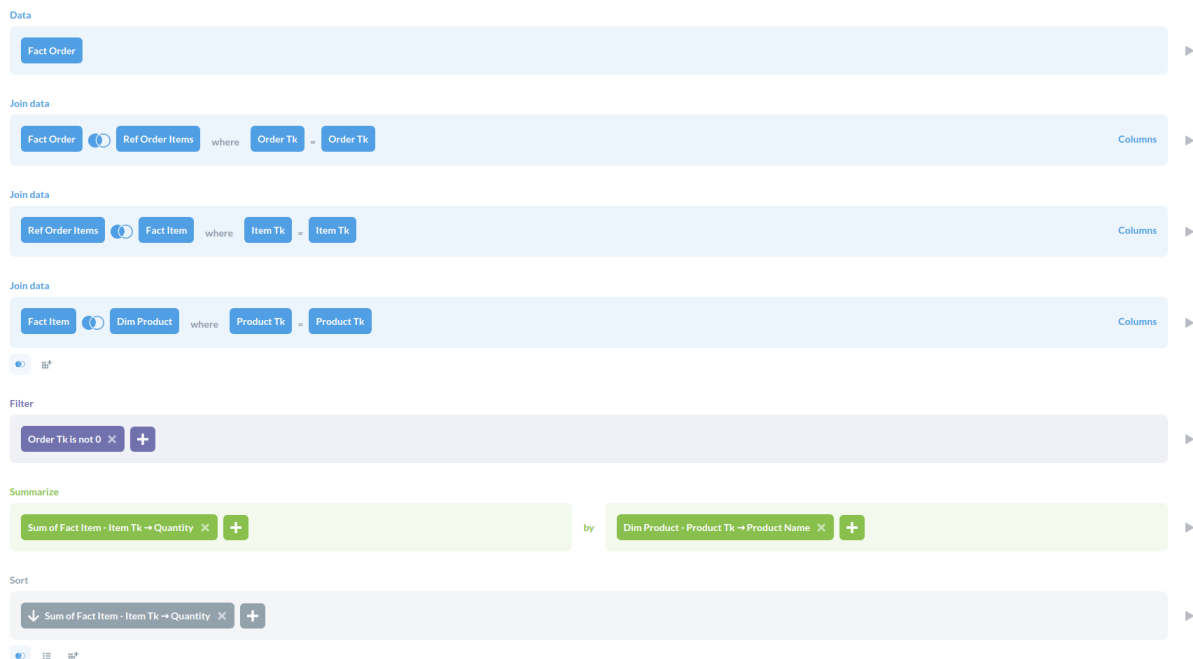 Data
Fact Order
Join data
Fact Order Ref Order Items where Order Tk = Order Tk Columns
Join data
Ref Order Items Fact Item where Item Tk = Item Tk Columns
Join data
Fact Item Dim Product where Product Tk = Product Tk Columns
Filter
Order Tk is not 0
Summarize
Sum of Fact Item - Item Tk → Quantity by Dim Product - Product Tk → Product Name
Sort
↓ Sum of Fact Item - Item Tk → Quantity